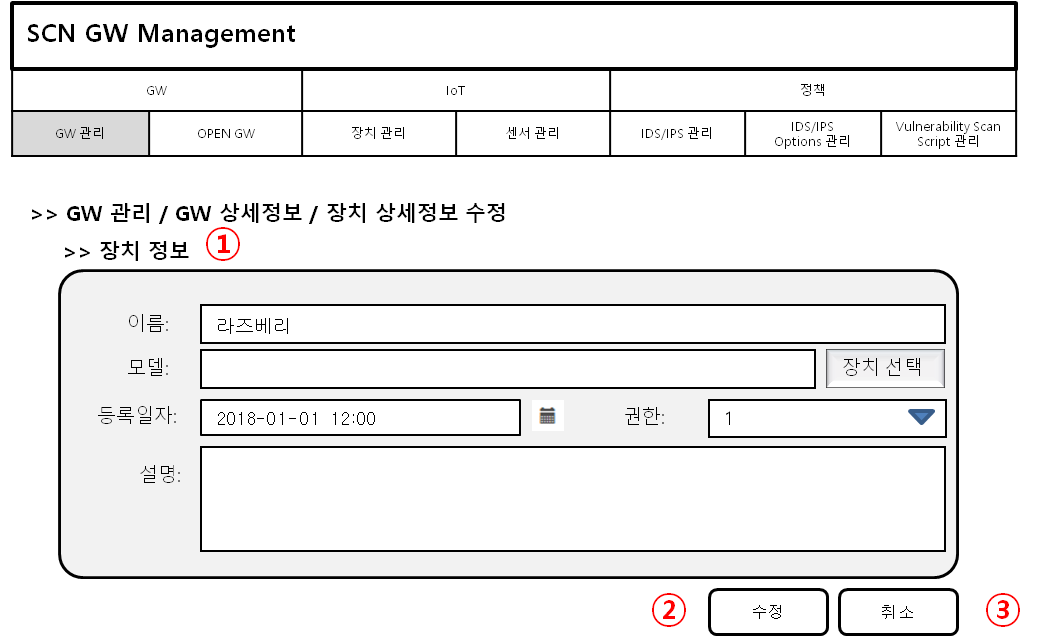 SCN GW Management
GW IoT 정책
GW 관리 OPEN GW 장치 관리 센서 관리 IDS/IPS 관리 IDS/IPS Options 관리 Vulnerability Scan Script 관리
>> GW 관리 / GW 상세정보 / 장치 상세정보 수정
>> 장치 정보 ①
이름: 라즈베리
모델: 장치 선택
등록일자: 2018-01-01 12:00 권한: 1
설명:
② 수정 취소 ③